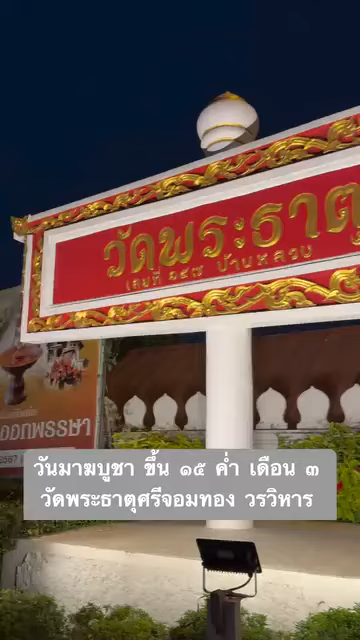 วัดพระธาตุ
เลขที่ ๑๕๗ บ้านหลวง
ออกพรรษา
2567
วันมาฆบูชา ขึ้น ๑๕ ค่ำ เดือน ๓
วัดพระธาตุศรีจอมทอง วรวิหาร